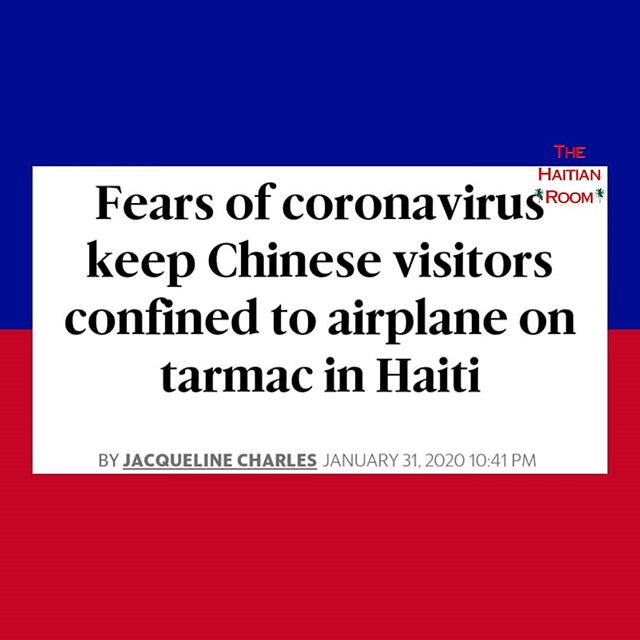 The
Haitian
Room
Fears of coronavirus
keep Chinese visitors
confined to airplane on
tarmac in Haiti
BY JACQUELINE CHARLES JANUARY 31, 2020 10:41 PM